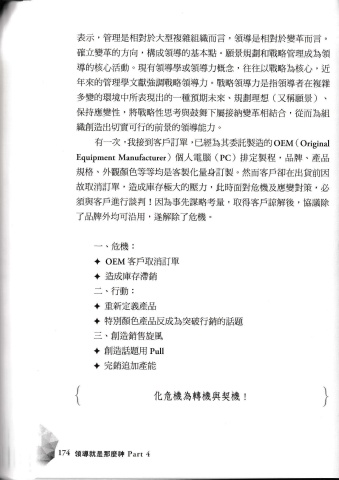 表示，管理是相對於大型複雜組織而言，領導是相對於變革而言。
確立變革的方向，構成領導的基本點。願景規劃和戰略管理成為領
導的核心活動。現有領導學或領導力概念，往往以戰略為核心。近
年來的管理學文獻強調戰略領導力。戰略領導力是指領導者在複雜
多變的環境中所表現出的一種預期未來、規劃理想（又稱願景）、
保持應變性，將戰略性思考與鼓舞下屬接納變革相結合，從而為組
織創造出切實可行的前景的領導能力。
有一次，我接到客戶訂單，已經為其委託製造的 OEM（Original
Equipment Manufacturer）個人電腦（PC）排定製程，品牌、產品
規格、外觀顏色等等均是客製化量身訂製。然而客戶卻在出貨前因
故取消訂單，造成庫存極大的壓力，此時面對危機及應變對策，必
須與客戶進行談判！因為事先謀略考量，取得客戶諒解後，協議除
了品牌外均可沿用，遂解除了危機。
一、危機：
✦ OEM 客戶取消訂單
✦ 造成庫存滯銷
二、行動：
✦ 重新定義產品
✦ 特別顏色產品反成為突破行銷的話題
三、創造銷售旋風
✦ 創造話題用 Pull
✦ 完銷追加產能
｛ 化危機為轉機與契機！ ｝
174 領導就是那麼神 Part 4